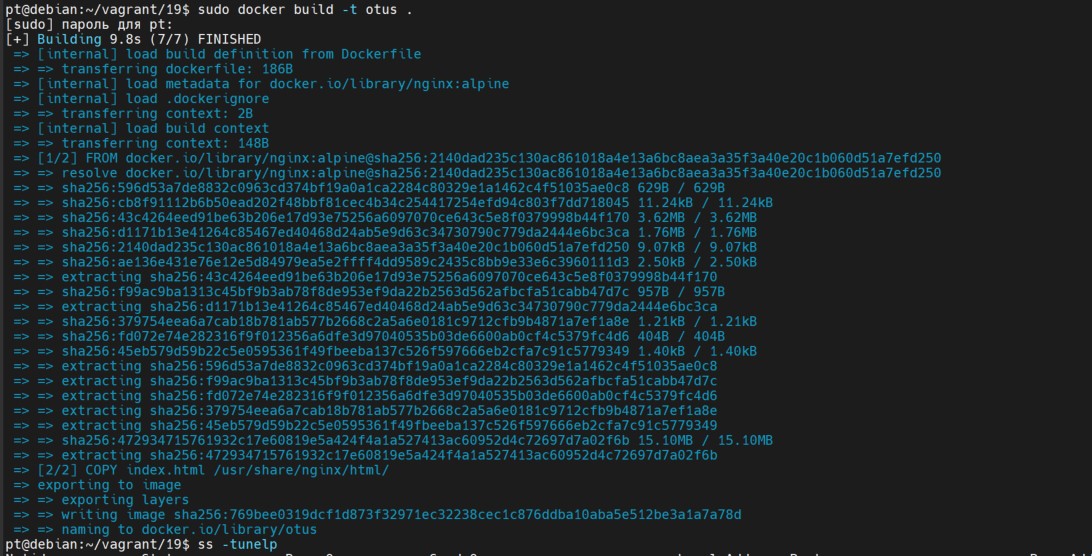 pt@debian:~/vagrant/19$ sudo docker build -t otus .
[sudo] пароль для pt:
[+] Building 9.8s (7/7) FINISHED
=> [internal] load build definition from Dockerfile
=> => transferring dockerfile: 186B
=> [internal] load metadata for docker.io/library/nginx:alpine
=> [internal] load .dockerignore
=> => transferring context: 2B
=> [internal] load build context
=> => transferring context: 148B
=> [1/2] FROM docker.io/library/nginx:alpine@sha256:2140dad235c130ac861018a4e13a6bc8aea3a35f3a40e20c1b060d51a7efd250
=> => resolve docker.io/library/nginx:alpine@sha256:2140dad235c130ac861018a4e13a6bc8aea3a35f3a40e20c1b060d51a7efd250
=> => sha256:596d53a7de8832c0963cd374bf19a0a1ca2284c80329e1a1462c4f51035ae0c8 629B / 629B
=> => sha256:cb8f91112b6b50ead202f48bbf81cec4b34c254417254efd94c803f7dd718045 11.24kB / 11.24kB
=> => sha256:43c4264eed91be63b206e17d93e75256a6097070ce643c5e8f0379998b44f170 3.62MB / 3.62MB
=> => sha256:d1171b13e41264c85467ed40468d24ab5e9d63c34730790c779da2444e6bc3ca 1.76MB / 1.76MB
=> => sha256:2140dad235c130ac861018a4e13a6bc8aea3a35f3a40e20c1b060d51a7efd250 9.07kB / 9.07kB
=> => sha256:ae136e431e76e12e5d84979ea5e2ffff4dd9589c2435c8bb9e33e6c3960111d3 2.50kB / 2.50kB
=> => extracting sha256:43c4264eed91be63b206e17d93e75256a6097070ce643c5e8f0379998b44f170
=> => sha256:f99ac9ba1313c45bf9b3ab78f8de953ef9da22b2563d562afbcfa51cabb47d7c 957B / 957B
=> => extracting sha256:d1171b13e41264c85467ed40468d24ab5e9d63c34730790c779da2444e6bc3ca
=> => sha256:379754eea6a7cab18b781ab577b2668c2a5a6e0181c9712cfb9b4871a7ef1a8e 1.21kB / 1.21kB
=> => sha256:fd072e74e282316f9f012356a6dfe3d97040535b03de6600ab0cf4c5379fc4d6 404B / 404B
=> => sha256:45eb579d59b22c5e0595361f49fbeeba137c526f597666eb2cfa7c91c5779349 1.40kB / 1.40kB
=> => extracting sha256:596d53a7de8832c0963cd374bf19a0a1ca2284c80329e1a1462c4f51035ae0c8
=> => extracting sha256:f99ac9ba1313c45bf9b3ab78f8de953ef9da22b2563d562afbcfa51cabb47d7c
=> => extracting sha256:fd072e74e282316f9f012356a6dfe3d97040535b03de6600ab0cf4c5379fc4d6
=> => extracting sha256:379754eea6a7cab18b781ab577b2668c2a5a6e0181c9712cfb9b4871a7ef1a8e
=> => extracting sha256:45eb579d59b22c5e0595361f49fbeeba137c526f597666eb2cfa7c91c5779349
=> => sha256:472934715761932c17e60819e5a424f4a1a527413ac60952d4c72697d7a02f6b 15.10MB / 15.10MB
=> => extracting sha256:472934715761932c17e60819e5a424f4a1a527413ac60952d4c72697d7a02f6b
=> [2/2] COPY index.html /usr/share/nginx/html/
=> exporting to image
=> => exporting layers
=> => writing image sha256:769bee0319dcf1d873f32971ec32238cec1c876ddba10aba5e512be3a1a7a78d
=> => naming to docker.io/library/otus
pt@debian:~/vagrant/19$ ss -tunelp